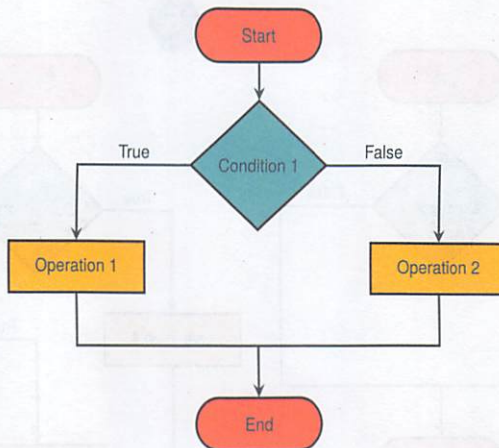 Start
True
Condition 1
False
Operation 1
Operation 2
End